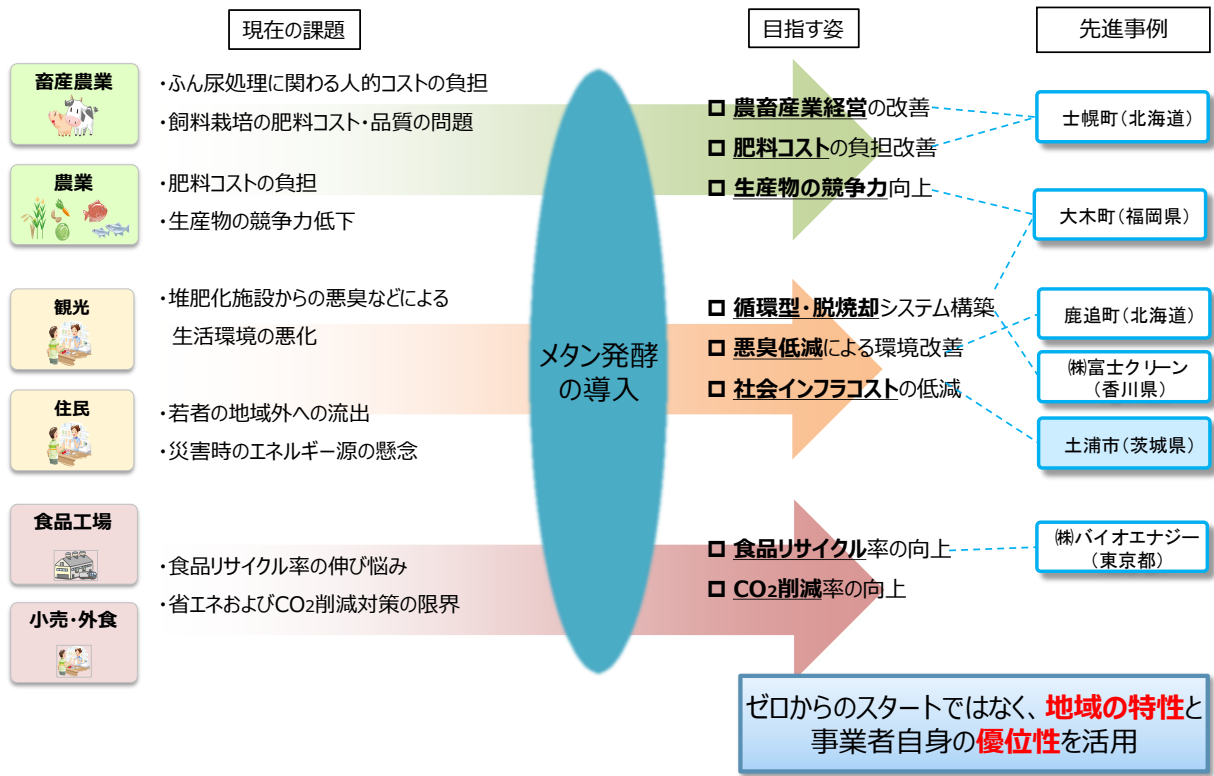 現在の課題
目指す姿
先進事例
畜産農業
・ふん尿処理に関わる人的コストの負担
・飼料栽培の肥料コスト・品質の問題
農業
・肥料コストの負担
・生産物の競争力低下
観光
・堆肥化施設からの悪臭などによる
生活環境の悪化
住民
・若者の地域外への流出
・災害時のエネルギー源の懸念
食品工場
・食品リサイクル率の伸び悩み
・省エネおよびCO2削減対策の限界
小売・外食
メタン発酵
の導入
農畜産業経営の改善
肥料コストの負担改善
生産物の競争力向上
循環型・脱焼却システム構築
悪臭低減による環境改善
社会インフラコストの低減
食品リサイクル率の向上
CO2削減率の向上
士幌町(北海道)
大木町(福岡県)
鹿追町(北海道)
㈱富士クリーン
(香川県)
土浦市(茨城県)
㈱バイオエナジー
(東京都)
ゼロからのスタートではなく、地域の特性と
事業者自身の優位性を活用